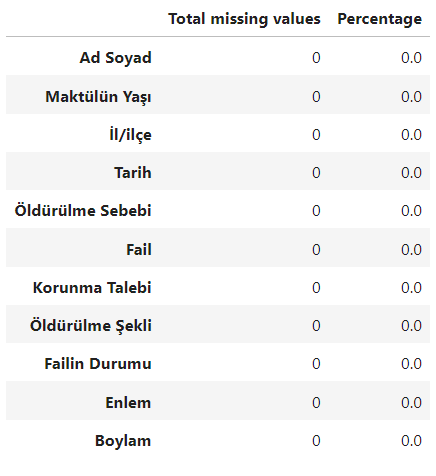 Total missing values Percentage
Ad Soyad 0 0.0
Maktülün Yaşı 0 0.0
İl/ilçe 0 0.0
Tarih 0 0.0
Öldürülme Sebebi 0 0.0
Fail 0 0.0
Korunma Talebi 0 0.0
Öldürülme Şekli 0 0.0
Failin Durumu 0 0.0
Enlem 0 0.0
Boylam 0 0.0